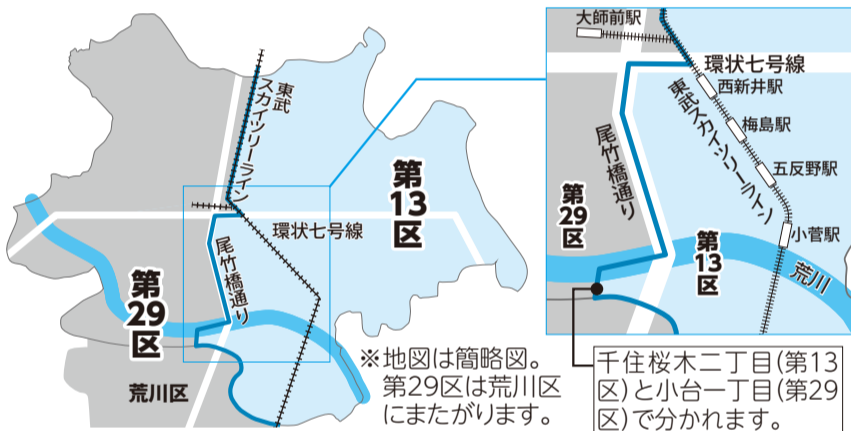 東武
スカイツリーライン
第13区
環状七号線
尾竹橋通り
第29区
荒川区
※地図は簡略図。
第29区は荒川区
にまたがります。
大師前駅
環状七号線
西新井駅
梅島駅
東武スカイツリーライン
五反野駅
尾竹橋通り
第29区
小菅駅
第13区
荒川
千住桜木二丁目(第13
区)と小台一丁目(第29
区)で分かれます。